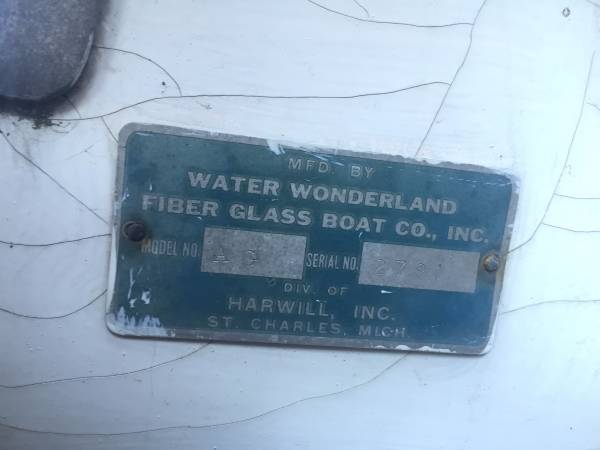 MFD. BY
WATER WONDERLAND
FIBER GLASS BOAT CO., INC.
MODEL NO. SERIAL NO.
DIV. OF
HARWILL, INC.
ST. CHARLES, MICH.